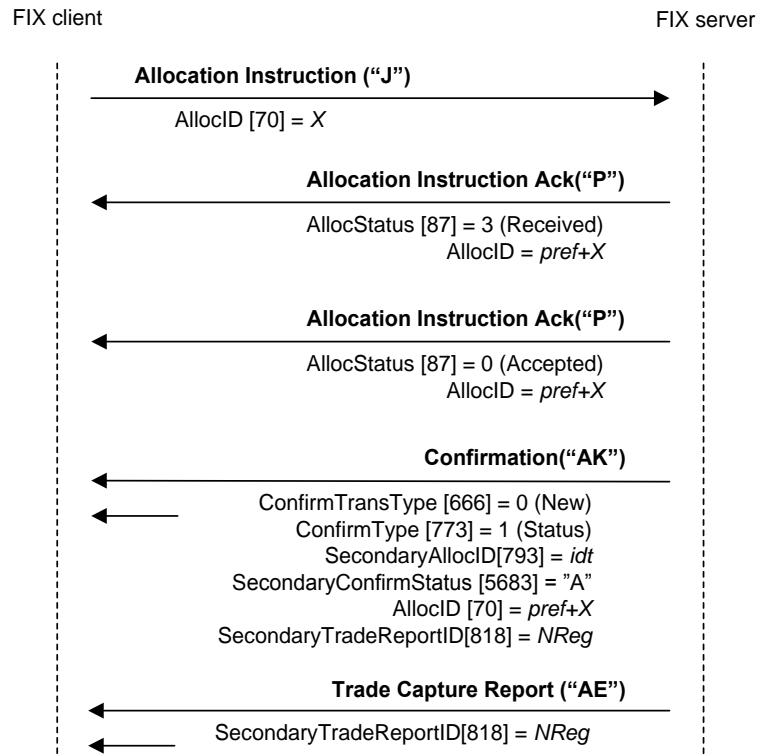 FIX client
FIX server
Allocation Instruction (“J”)
AllocID [70] = X
Allocation Instruction Ack(“P”)
AllocStatus [87] = 3 (Received)
AllocID = pref+X
Allocation Instruction Ack(“P”)
AllocStatus [87] = 0 (Accepted)
AllocID = pref+X
Confirmation(“AK”)
ConfirmTransType [666] = 0 (New)
ConfirmType [773] = 1 (Status)
SecondaryAllocID[793] = idt
SecondaryConfirmStatus [5683] = ”A”
AllocID [70] = pref+X
SecondaryTradeReportID[818] = NReg
Trade Capture Report (“AE”)
SecondaryTradeReportID[818] = NReg